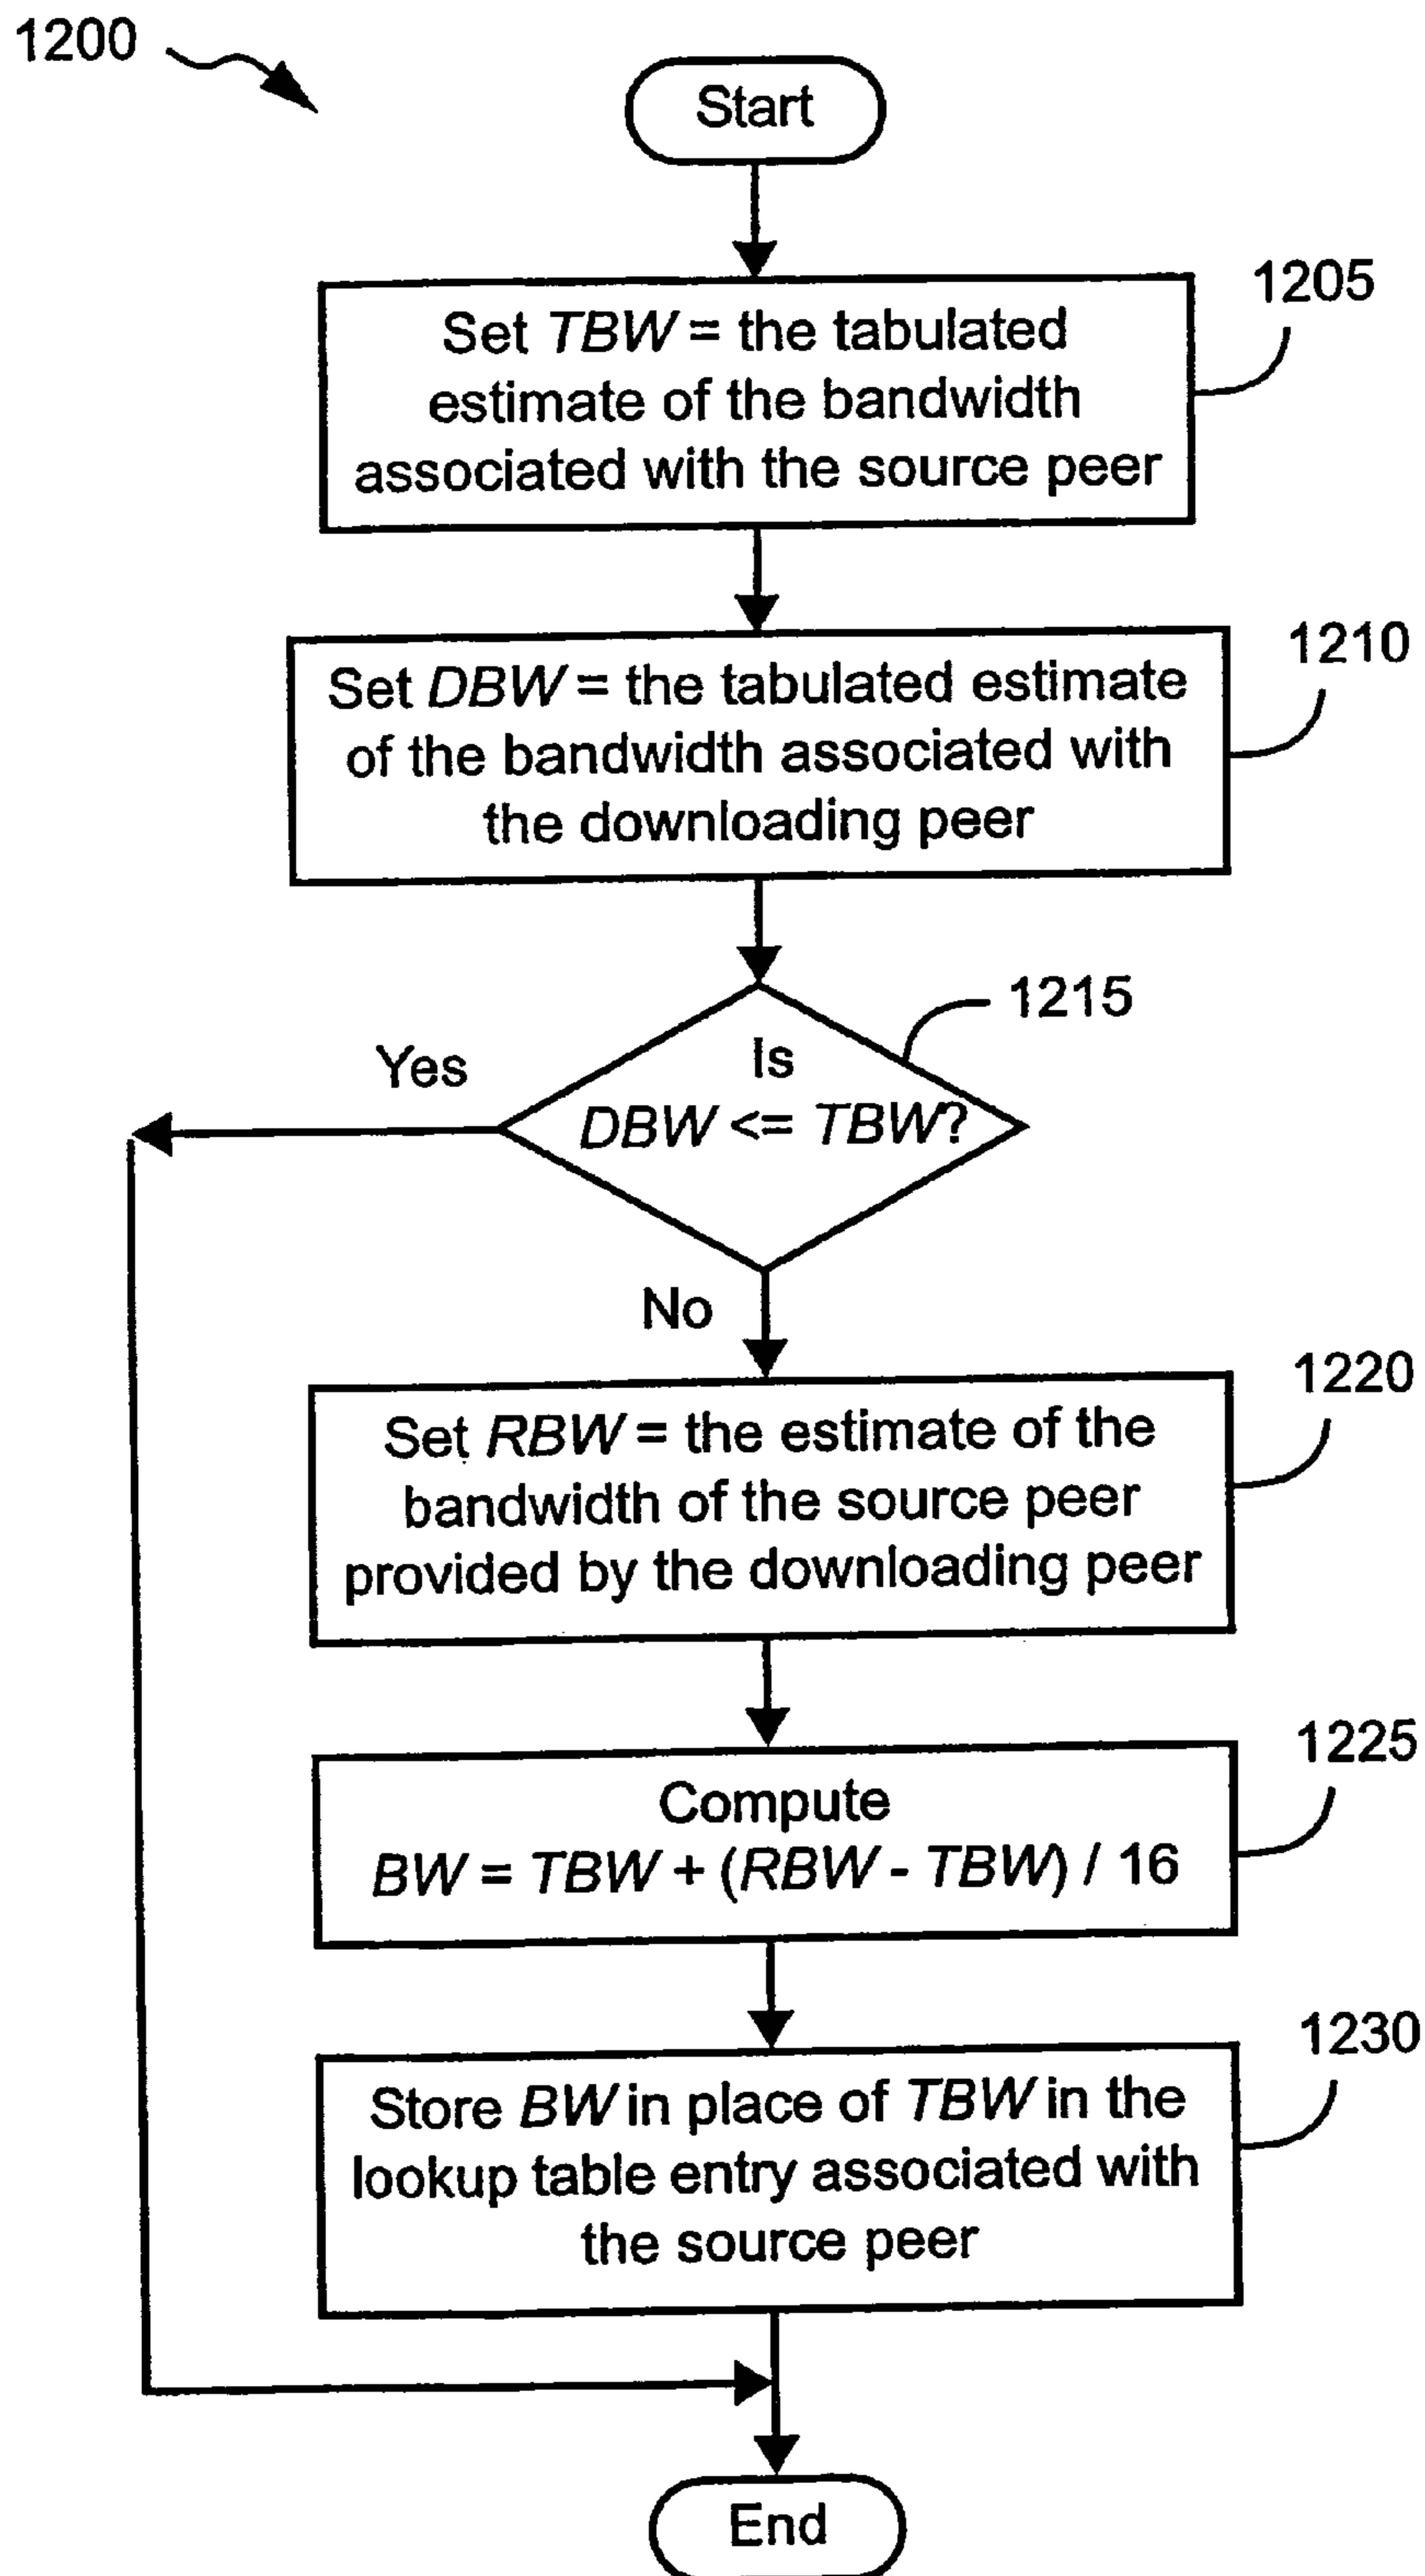 1200
Start
1205
Set TBW = the tabulated
estimate of the bandwidth
associated with the source peer
1210
Set DBW = the tabulated estimate
of the bandwidth associated with
the downloading peer
1215
Yes
Is
DBW <= TBW?
No
1220
Set RBW = the estimate of the
bandwidth of the source peer
provided by the downloading peer
1225
Compute
BW = TBW + (RBW - TBW) / 16
1230
Store BW in place of TBW in the
lookup table entry associated with
the source peer
End